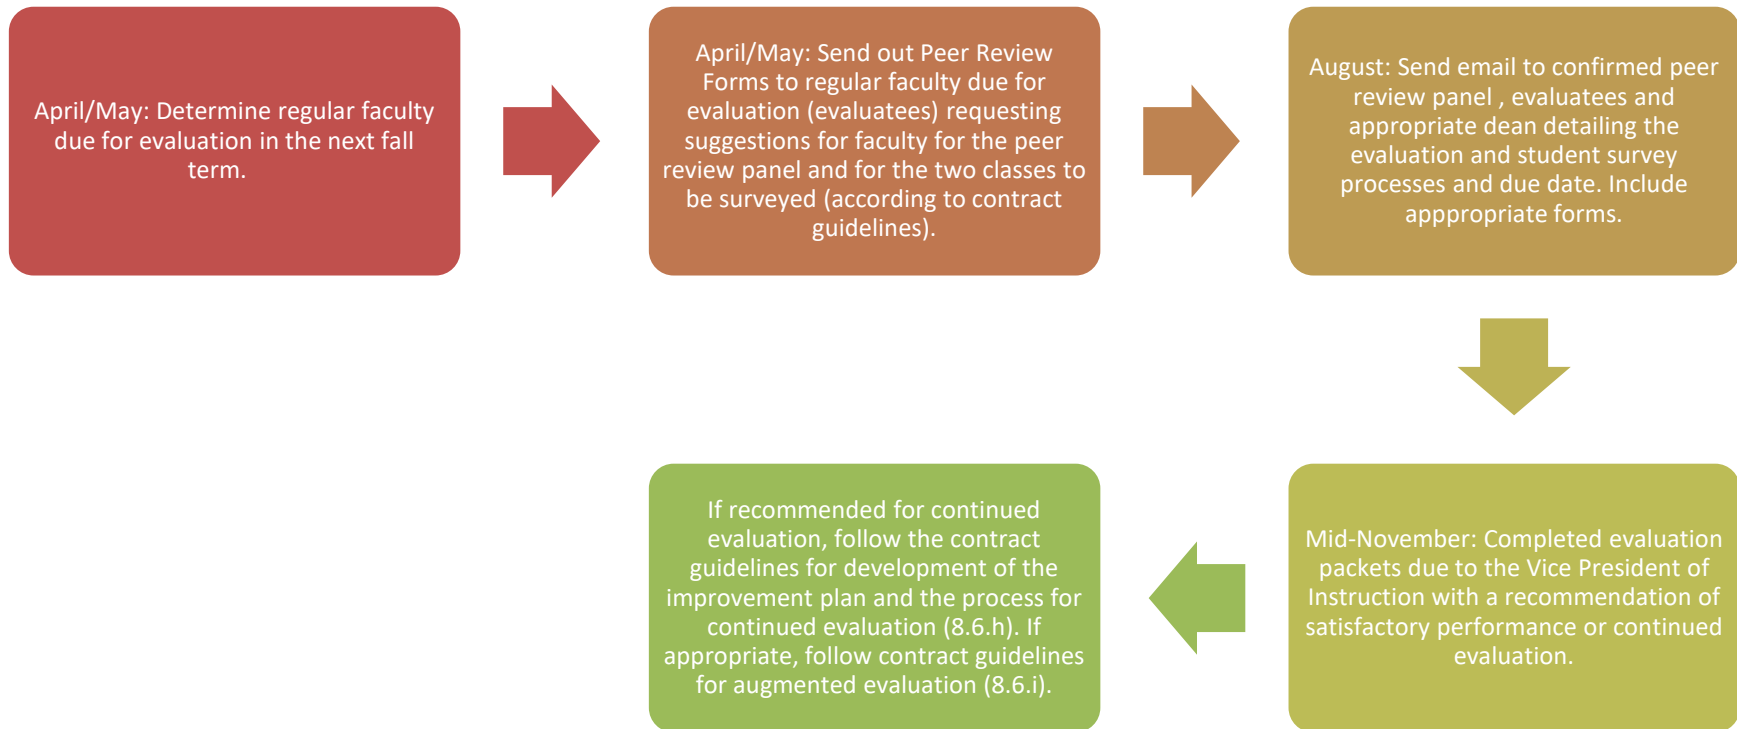 April/May: Determine regular faculty
due for evaluation in the next fall
term.
April/May: Send out Peer Review
Forms to regular faculty due for
evaluation (evaluatees) requesting
suggestions for faculty for the peer
review panel and for the two classes to
be surveyed (according to contract
guidelines).
August: Send email to confirmed peer
review panel , evaluatees and
appropriate dean detailing the
evaluation and student survey
processes and due date. Include
apppropriate forms.
Mid-November: Completed evaluation
packets due to the Vice President of
Instruction with a recommendation of
satisfactory performance or continued
evaluation.
If recommended for continued
evaluation, follow the contract
guidelines for development of the
improvement plan and the process for
continued evaluation (8.6.h). If
appropriate, follow contract guidelines
for augmented evaluation (8.6.i).